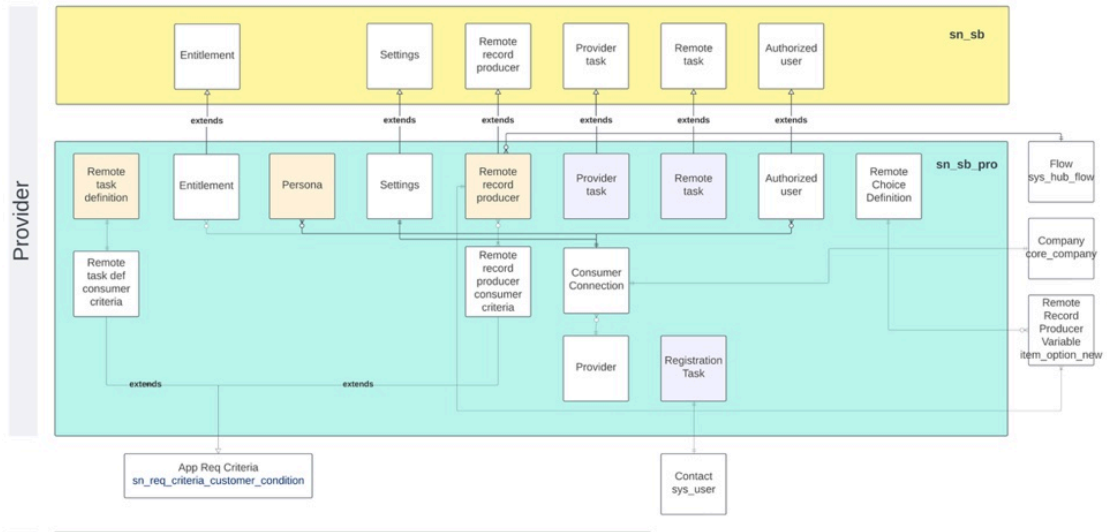 Provider
sn_sb
Entitlement
Settings
Remote
record
producer
Provider
task
Remote
task
Authorized
user
extends
extends
extends
extends
extends
extends
sn_sb_pro
Remote
task
definition
Entitlement
Persona
Settings
Remote
record
producer
Provider
task
Remote
task
Authorized
user
Remote
Choice
Definition
Flow
sys_hub_flow
Remote
task def
consumer
criteria
Remote
record
producer
consumer
criteria
Consumer
Connection
Company
core_company
Provider
Registration
Task
Remote
Record
Producer
Variable
item_option_new
extends
extends
App Req Criteria
sn_req_criteria_customer_condition
Contact
sys_user